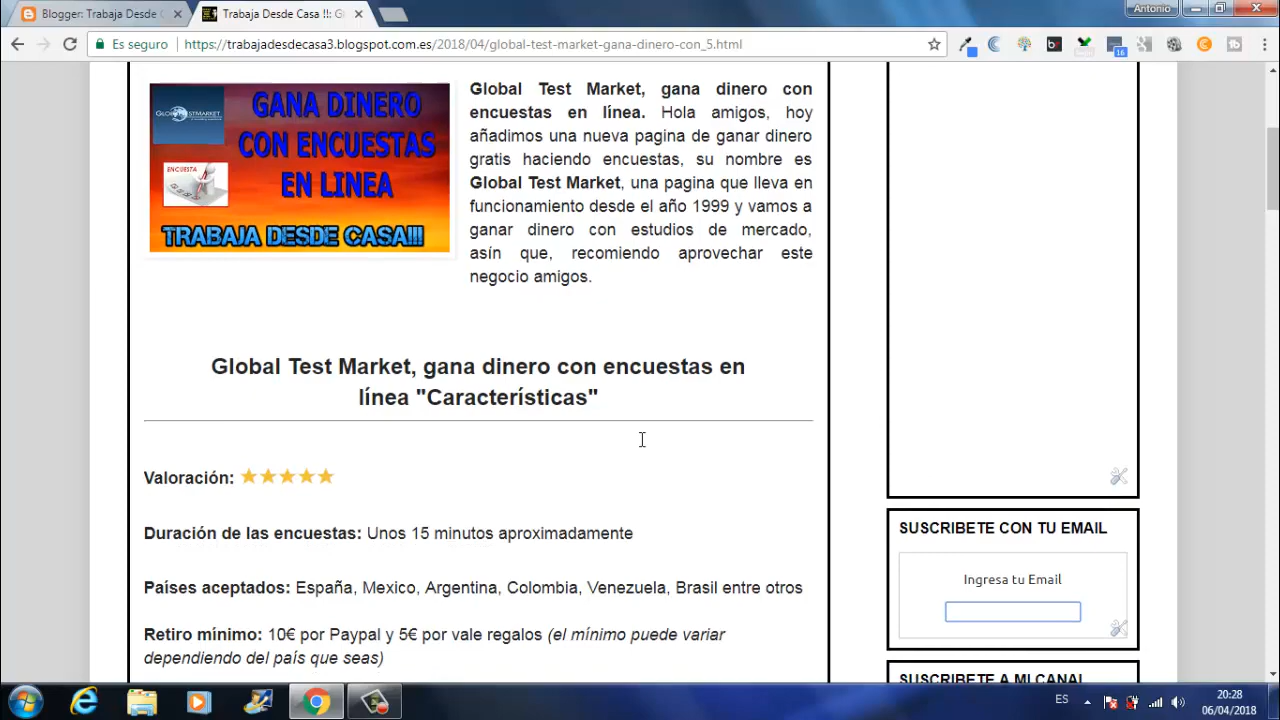 Blogger: Trabaja Desde C
Trabaja Desde Casa !!: G
Antonio
Es seguro
https://trabajadesdecasa3.blogspot.com.es/2018/04/global-test-market-gana-dinero-con_5.html
16
GLOBALTESTMARKET
GANA DINERO
CON ENCUESTAS
EN LINEA
ENCUESTA
TRABAJA DESDE CASA!!!
Global Test Market, gana dinero con
encuestas en línea. Hola amigos, hoy
añadimos una nueva pagina de ganar dinero
gratis haciendo encuestas, su nombre es
Global Test Market, una pagina que lleva en
funcionamiento desde el año 1999 y vamos a
ganar dinero con estudios de mercado,
asín que, recomiendo aprovechar este
negocio amigos.
Global Test Market, gana dinero con encuestas en
línea "Características"
Valoración:
Duración de las encuestas: Unos 15 minutos aproximadamente
Países aceptados: España, Mexico, Argentina, Colombia, Venezuela, Brasil entre otros
Retiro mínimo: 10€ por Paypal y 5€ por vale regalos (el mínimo puede variar
dependiendo del país que seas)
SUSCRIBETE CON TU EMAIL
Ingresa tu Email
SUSCRIBETE A MI CANAL
ES
20:28
06/04/2018